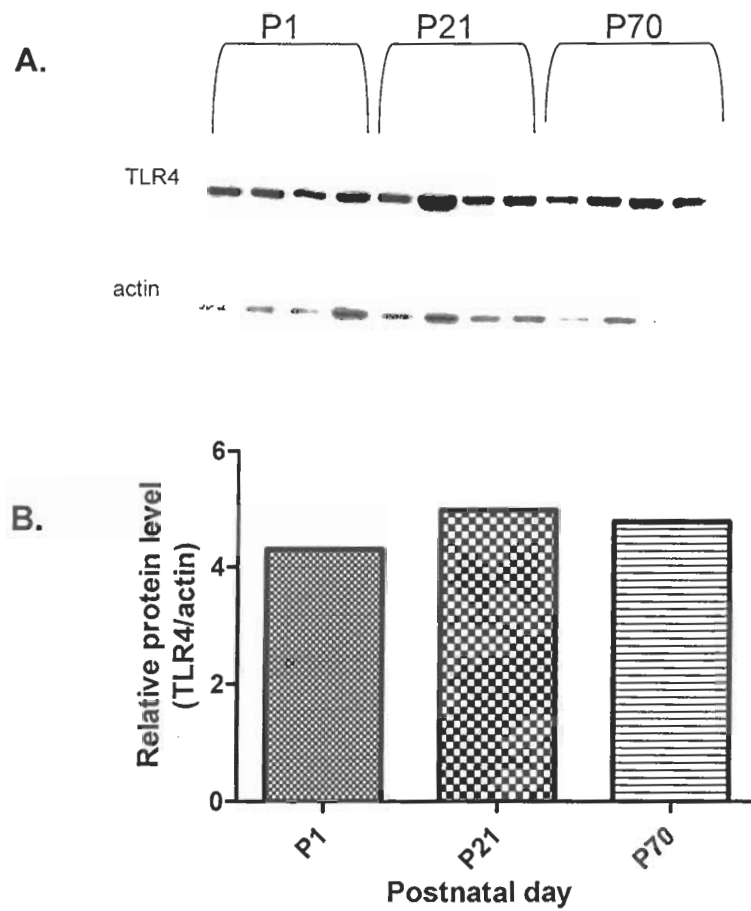 P1 P21 P70
A.
TLR4
actin
B.
Relative protein level
(TLR4/actin)
6
4
2
0
P1 P21 P70
Postnatal day